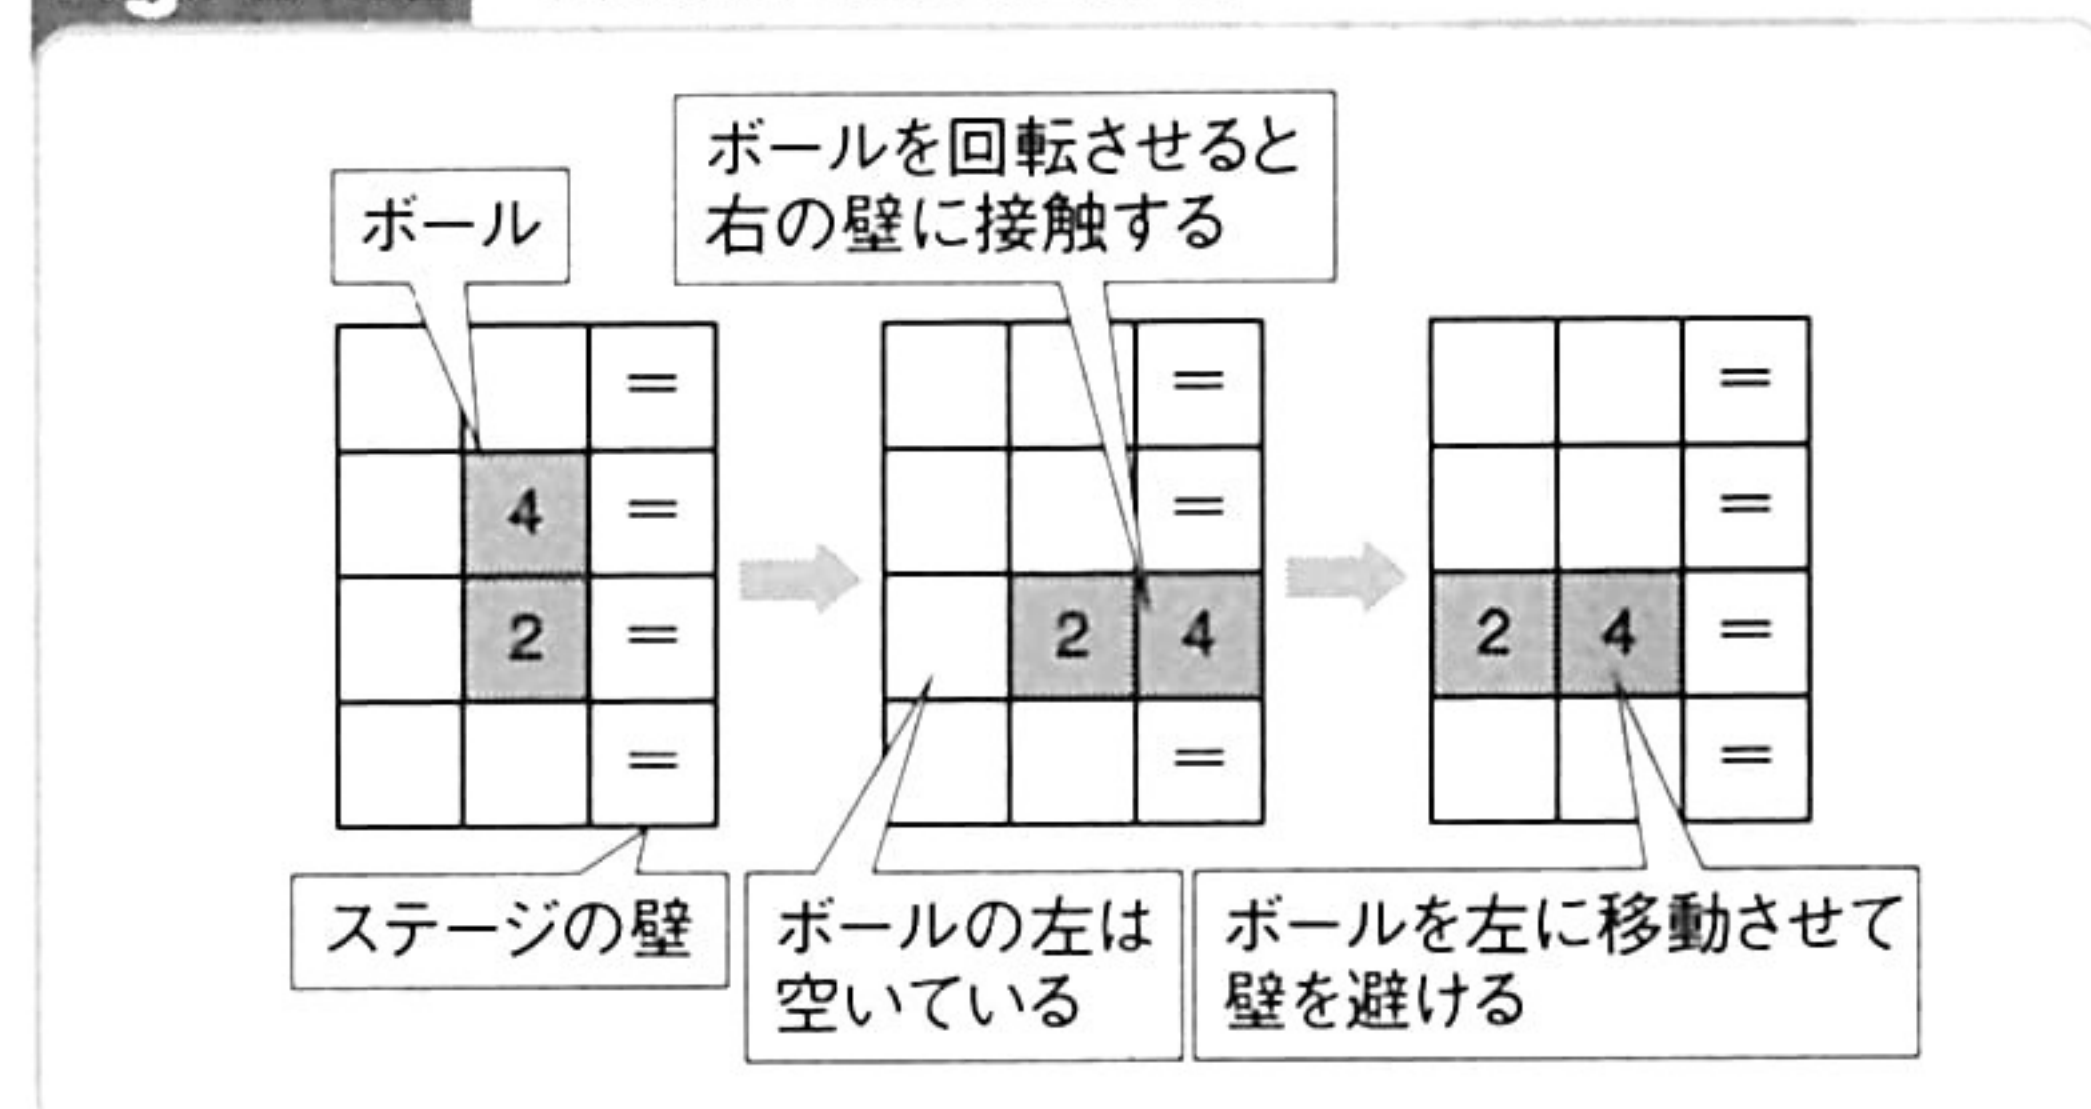 ボール
ボールを回転させると
右の壁に接触する
=
4 =
2 =
=
=
=
2 4
=
=
=
2 4 =
=
ステージの壁
ボールの左は
空いている
ボールを左に移動させて
壁を避ける